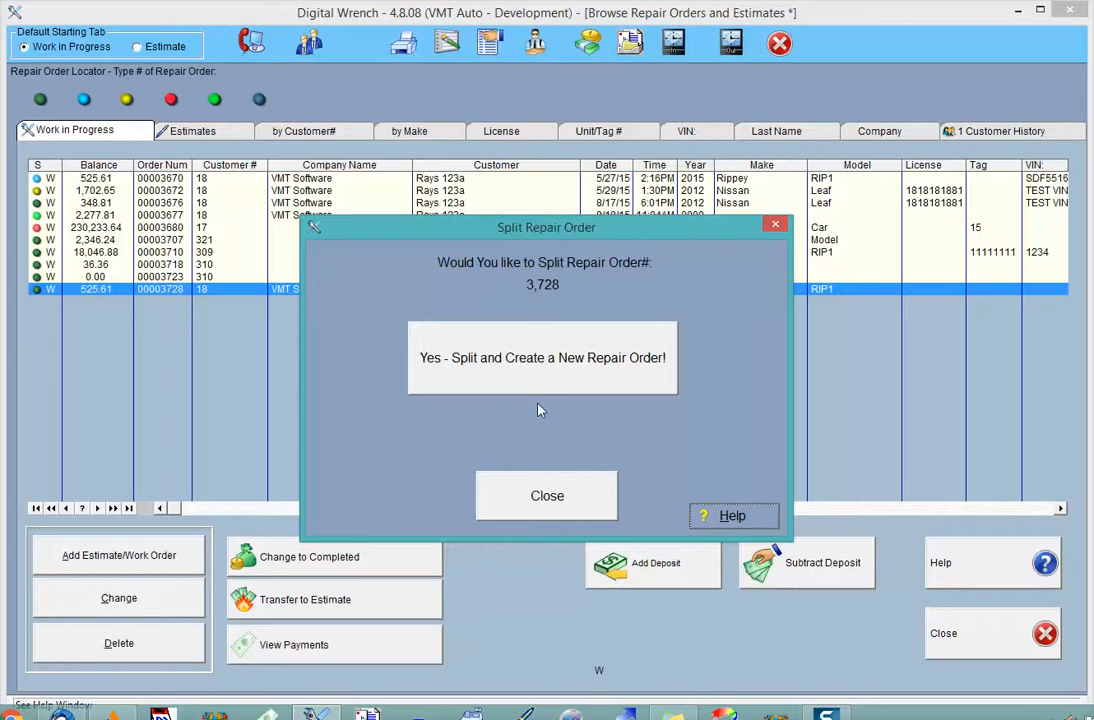 Digital Wrench - 4.8.08 (VMT Auto - Development) - [Browse Repair Orders and Estimates *]
Default Starting Tab
Work in Progress Estimate
Repair Order Locator - Type # of Repair Order:
Work in Progress Estimates by Customer# by Make License Unit/Tag # VIN: Last Name Company 1 Customer History
S Balance Order Num Customer # Company Name Customer Date Time Year Make Model License Tag VIN:
W 525.61 00003670 18 VMT Software Rays 123a 5/27/15 2:16PM 2015 Rippey RIP1 SDF5516
W 1,702.65 00003672 18 VMT Software Rays 123a 5/29/15 1:30PM 2012 Nissan Leaf 1818181881 TEST VIN
W 348.81 00003676 18 VMT Software Rays 123a 8/17/15 6:01PM 2012 Nissan Leaf 1818181881 TEST VIN
W 2,277.81 00003677 18 VMT Rays 123a
W 230,233.64 00003680 17 Car 15
W 2,346.24 00003707 321 Model
W 18,046.88 00003710 309 RIP1 11111111 1234
W 36.36 00003718 310
W 0.00 00003723 310
W 525.61 00003728 18 VMT S RIP1
Split Repair Order
Would You like to Split Repair Order#:
3,728
Yes - Split and Create a New Repair Order!
Close
Help
Add Estimate/Work Order
Change
Delete
Change to Completed
Transfer to Estimate
View Payments
Add Deposit
Subtract Deposit
Help
Close
W
See Help Window